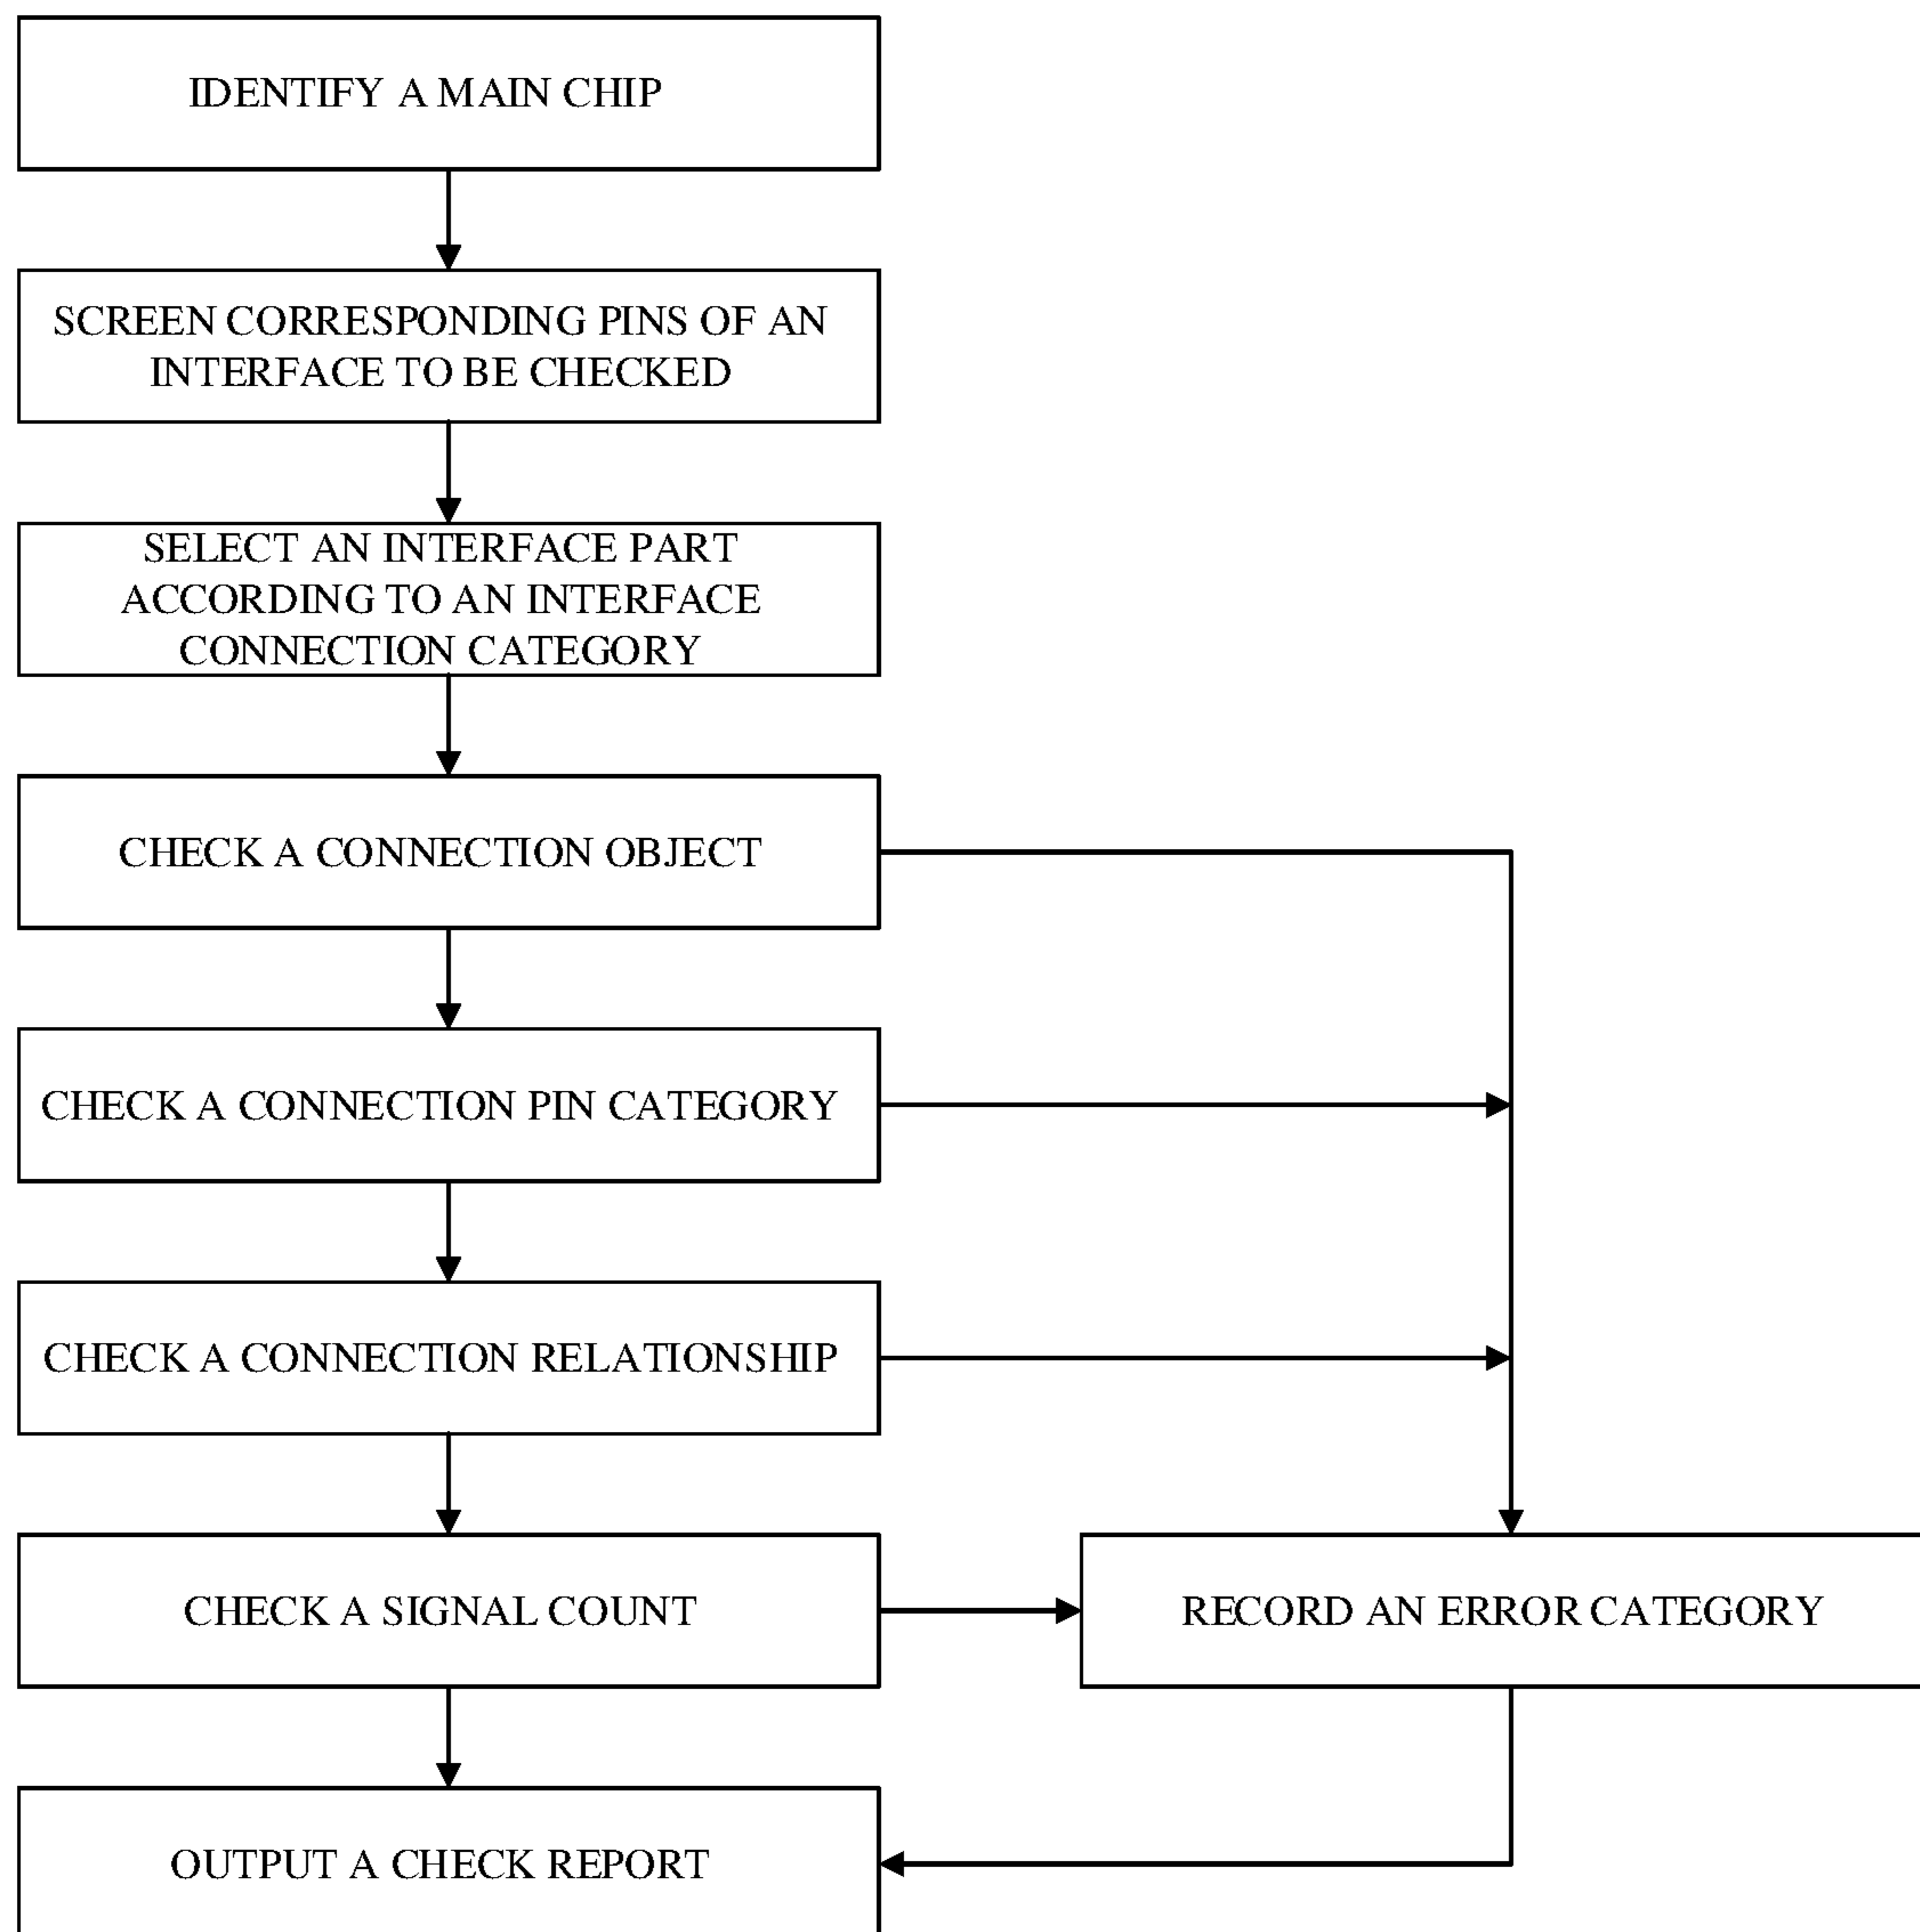 IDENTIFY A MAIN CHIP
SCREEN CORRESPONDING PINS OF AN
INTERFACE TO BE CHECKED
SELECT AN INTERFACE PART
ACCORDING TO AN INTERFACE
CONNECTION CATEGORY
CHECK A CONNECTION OBJECT
CHECK A CONNECTION PIN CATEGORY
CHECK A CONNECTION RELATIONSHIP
CHECK A SIGNAL COUNT
RECORD AN ERROR CATEGORY
OUTPUT A CHECK REPORT